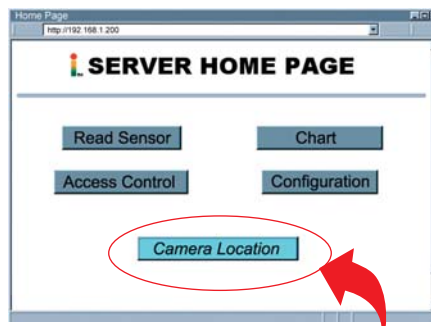 Home Page
http://192.168.1.200
i. SERVER HOME PAGE
Read Sensor Chart
Access Control Configuration
Camera Location